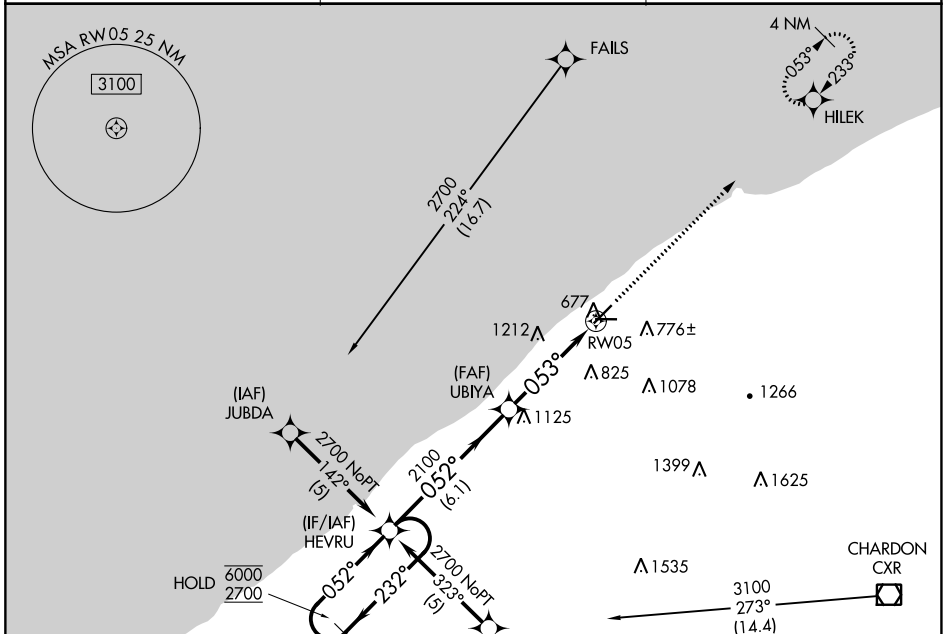 MSA RW05 25 NM
3100
FAILS
4 NM
053°
233°
HILEK
2700
224°
(16.7)
677
1212
RW05
776±
(FAF)
UBIYA
053°
825
1078
1266
1125
(IAF)
JUBDA
2700 NoPT
142°
(5)
2100
052°
(6.1)
1399
1625
(IF/IAF)
HEVRU
2700 NoPT
323°
(5)
1535
CHARDON
CXR
HOLD
6000
2700
052°
232°
3100
273°
(14.4)